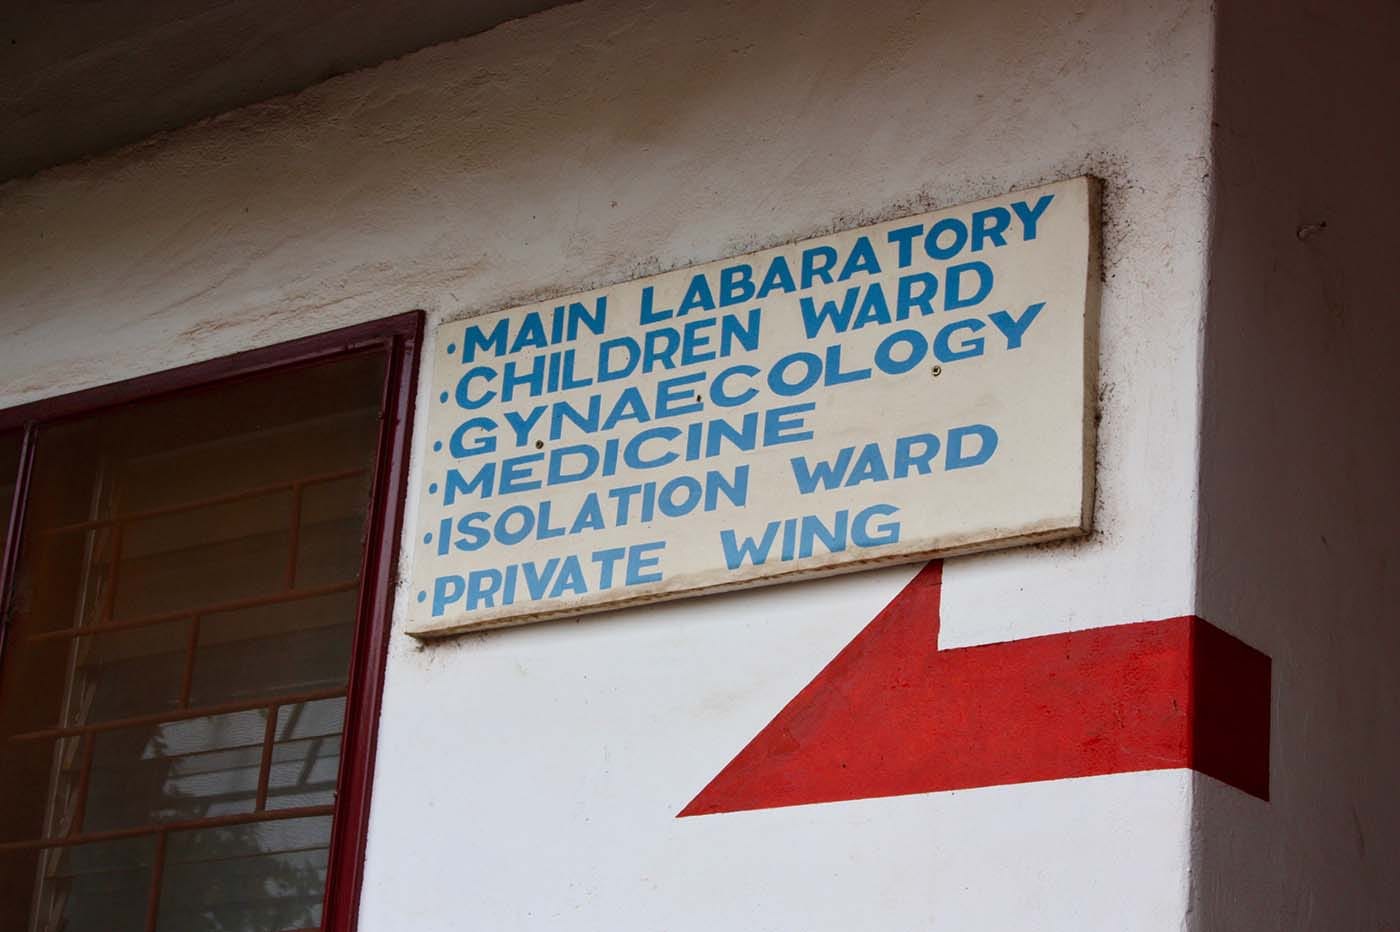 ·MAIN LABARATORY
·CHILDREN WARD
·GYNAECOLOGY
·MEDICINE
·ISOLATION WARD
·PRIVATE WING